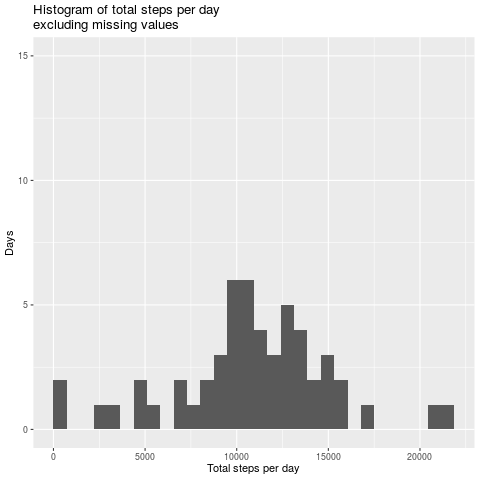 Histogram of total steps per day
excluding missing values
15
10
5
0
Days
0 5000 10000 15000 20000
Total steps per day